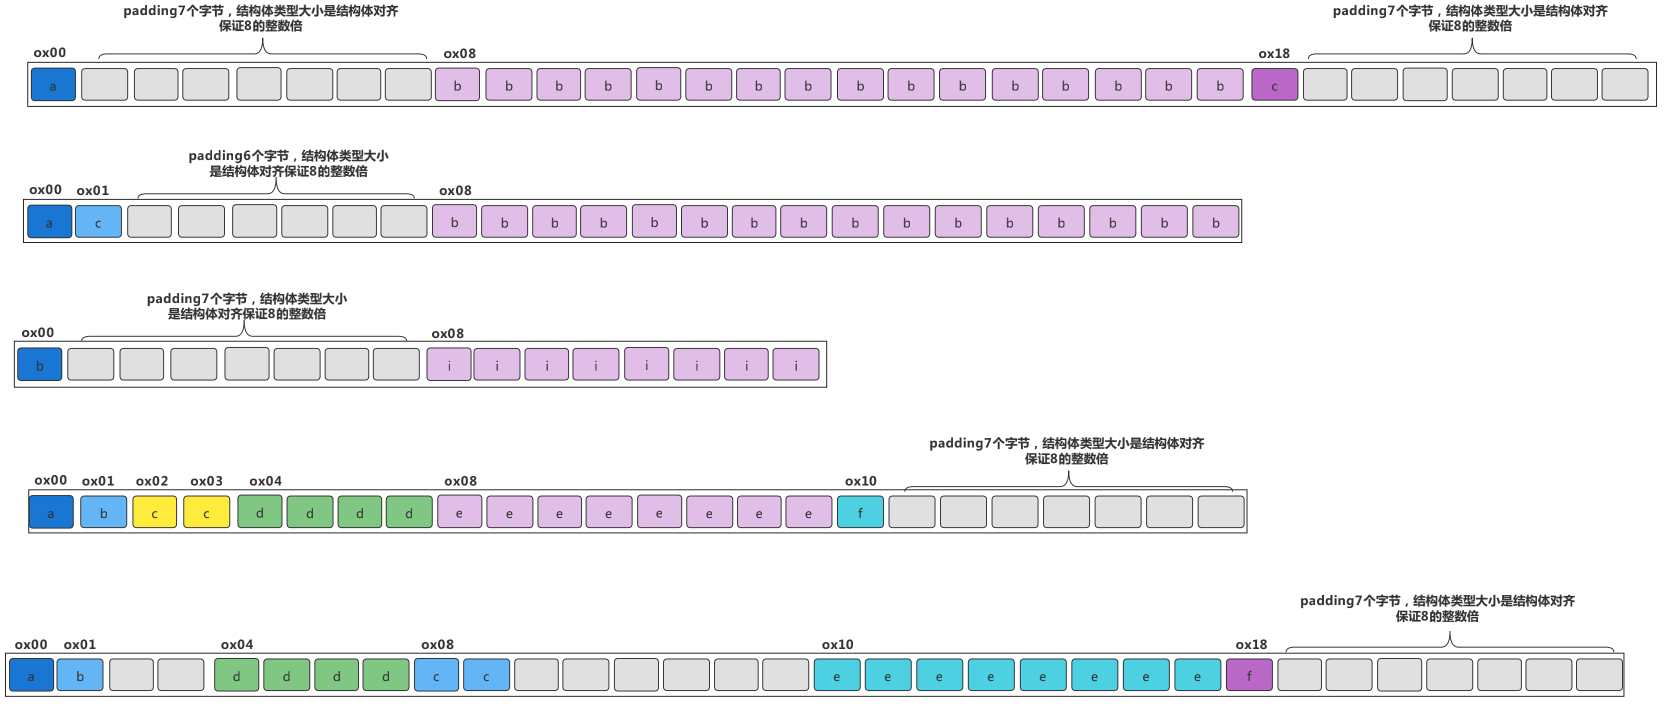 padding7个字节，结构体类型大小是结构体对齐
保证8的整数倍
padding7个字节，结构体类型大小是结构体对齐
保证8的整数倍
ox00 ox08 ox18
a b b b b b b b b b b b b b b b b c
padding6个字节，结构体类型大小
是结构体对齐保证8的整数倍
ox00 ox01 ox08
a c b b b b b b b b b b b b b b b b
padding7个字节，结构体类型大小
是结构体对齐保证8的整数倍
ox00 ox08
b i i i i i i i i
padding7个字节，结构体类型大小是结构体对齐
保证8的整数倍
ox00 ox01 ox02 ox03 ox04 ox08 ox10
a b c c d d d d e e e e e e e e f
padding7个字节，结构体类型大小是结构体对齐
保证8的整数倍
ox00 ox01 ox04 ox08 ox10 ox18
a b d d d d c c e e e e e e e e f